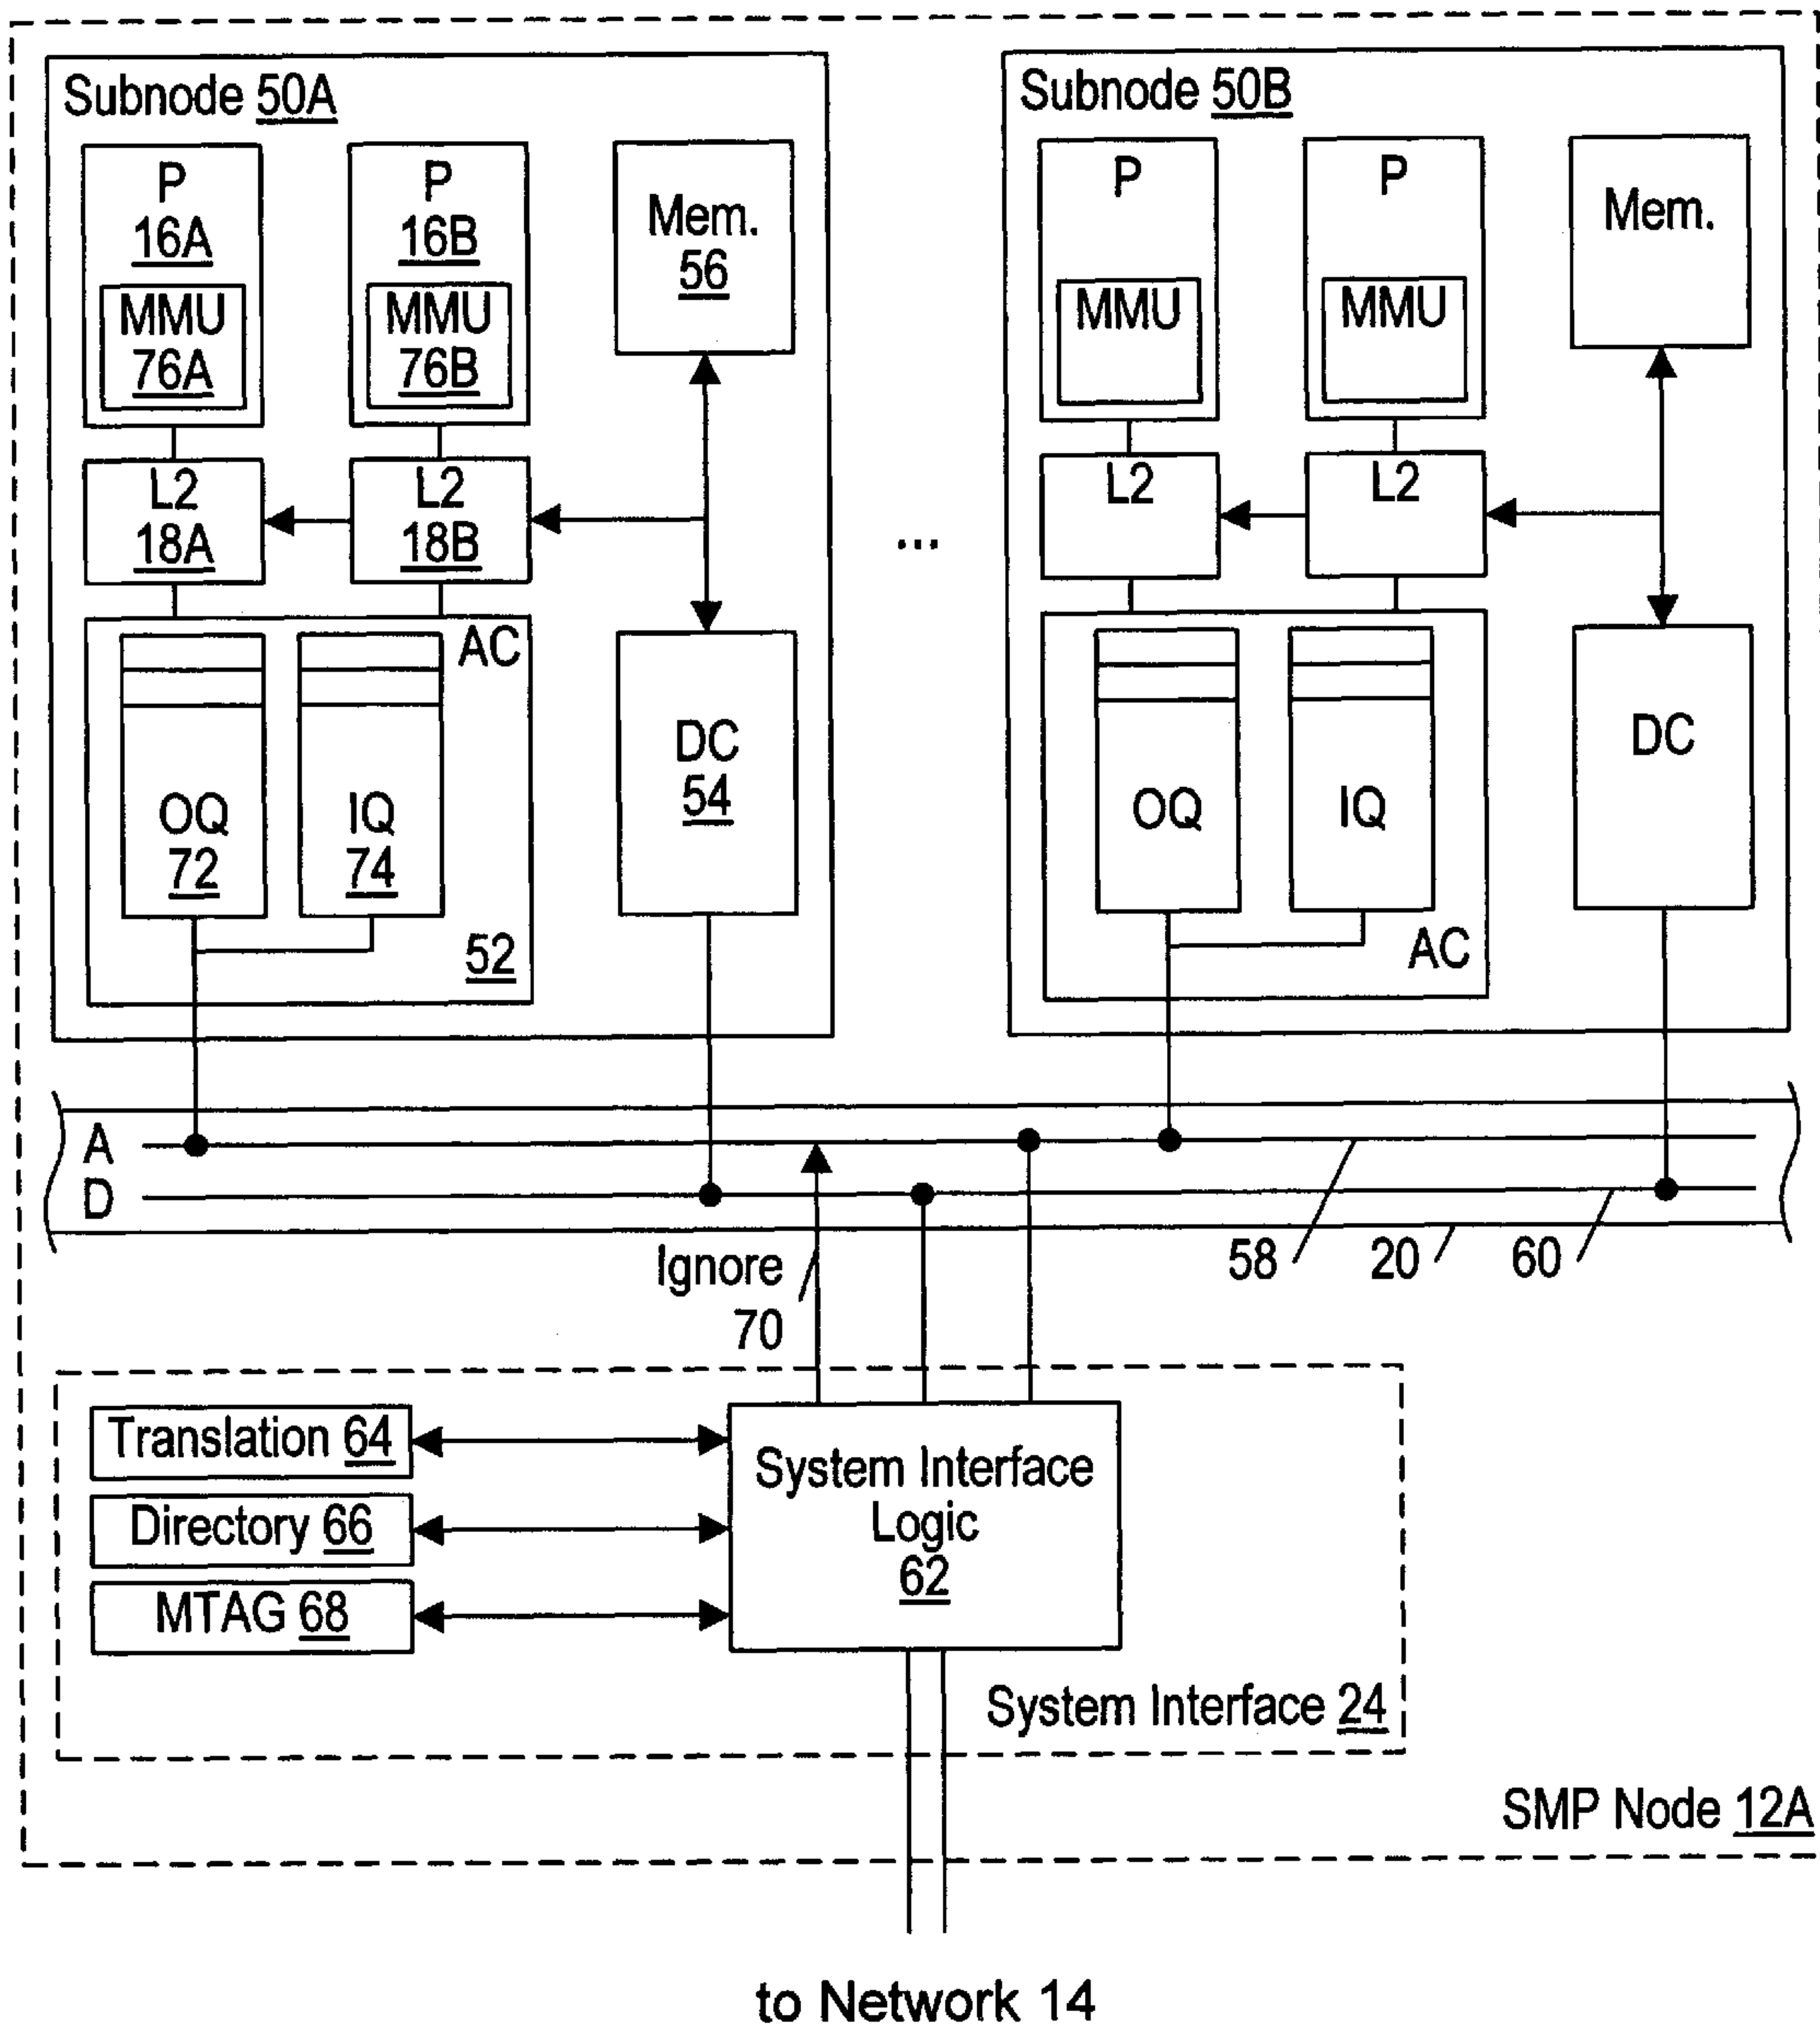 Subnode 50A
P
16A
MMU
76A
P
16B
MMU
76B
Mem.
56
L2
18A
L2
18B
AC
OQ
72
IQ
74
52
DC
54
...
Subnode 50B
P
MMU
P
MMU
Mem.
L2
L2
OQ
IQ
AC
DC
A
D
Ignore
70
58
20
60
Translation 64
Directory 66
MTAG 68
System Interface
Logic
62
System Interface 24
SMP Node 12A
to Network 14